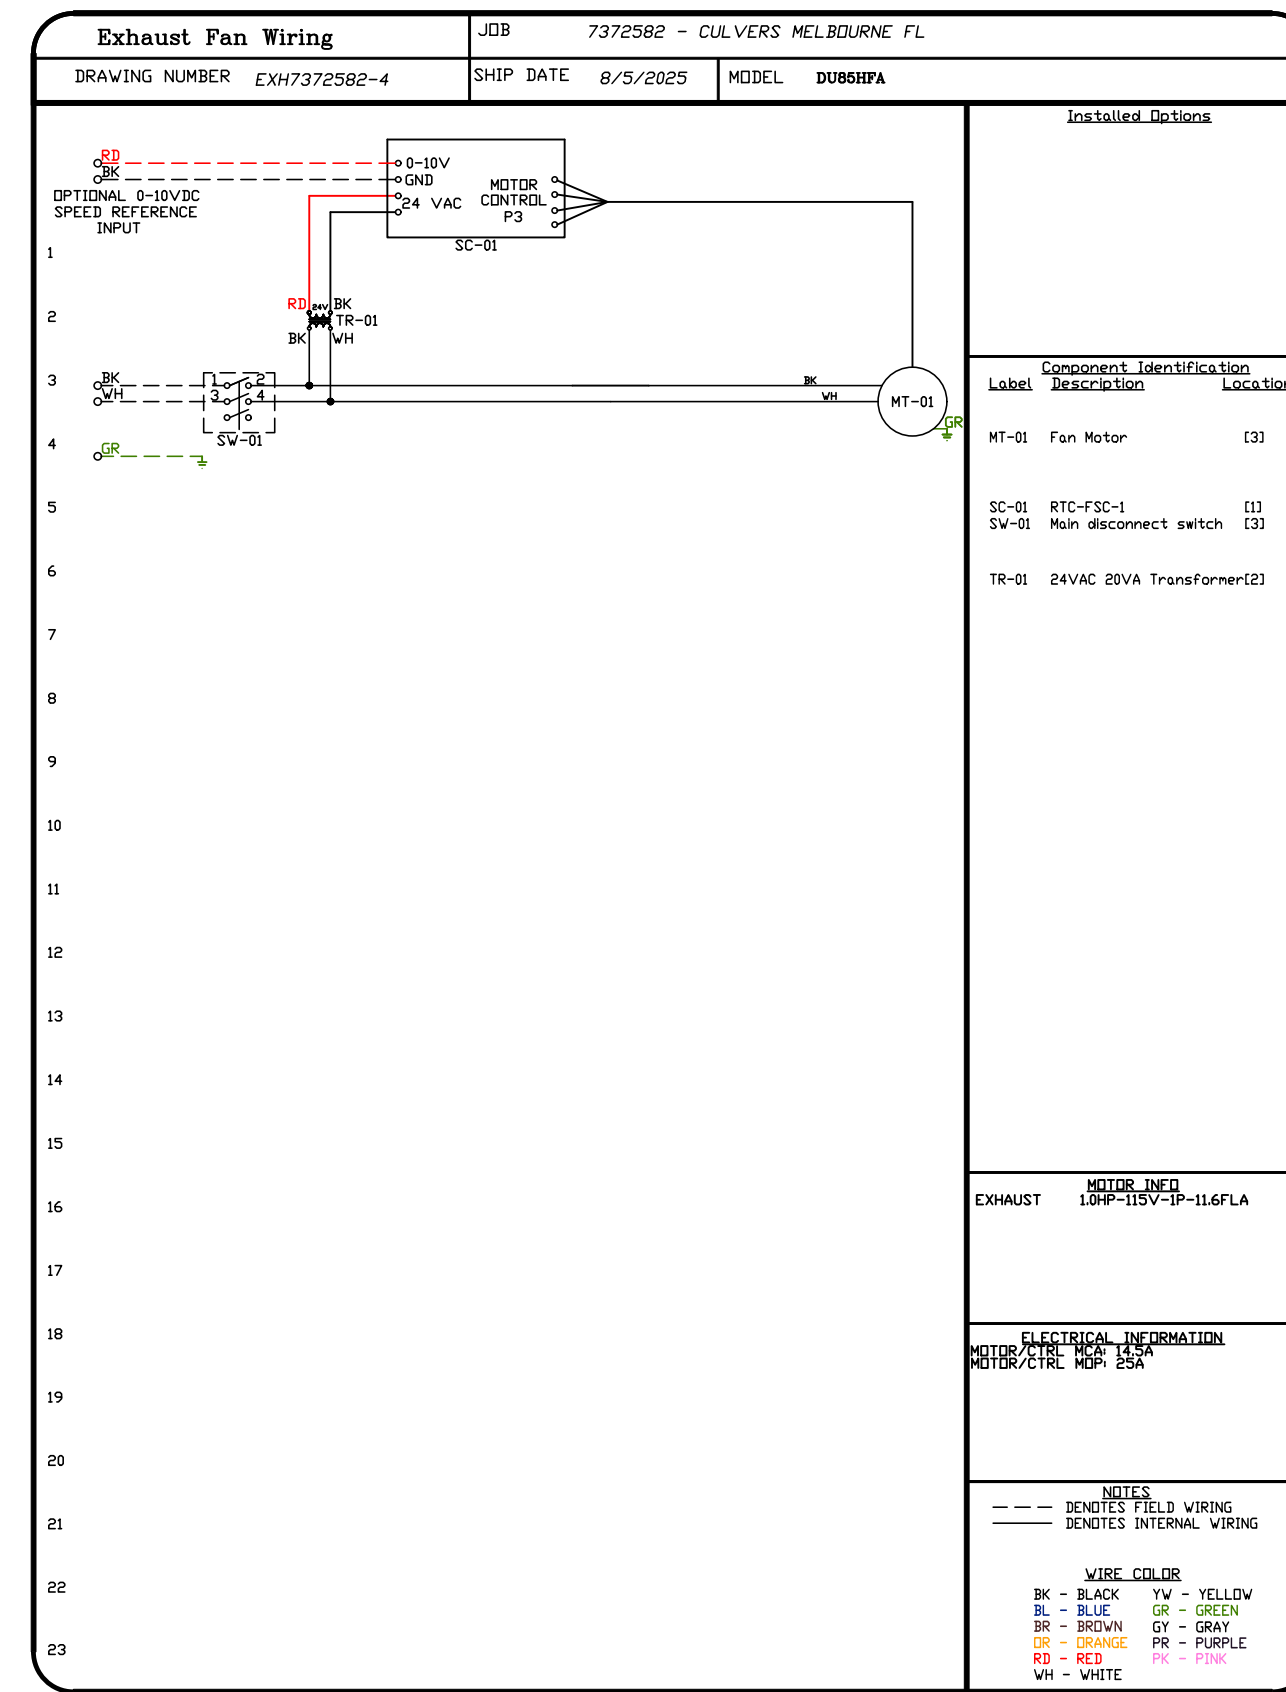 Exhaust Fan Wiring
JOB 7372582 - CULVERS MELBOURNE FL
DRAWING NUMBER EXH7372582-4
SHIP DATE 8/5/2025
MODEL DU85HFA
RD
BK
OPTIONAL 0-10VDC
SPEED REFERENCE
INPUT
0-10V
GND
24 VAC
MOTOR
CONTROL
P3
SC-01
RD 24V BK
TR-01
BK WH
BK 1 2
WH 3 4
SW-01
GR
BK
WH
MT-01
GR
1
2
3
4
5
6
7
8
9
10
11
12
13
14
15
16
17
18
19
20
21
22
23
Installed Options
Component Identification
Label Description Location
MT-01 Fan Motor [3]
SC-01 RTC-FSC-1 [1]
SW-01 Main disconnect switch [3]
TR-01 24VAC 20VA Transformer[2]
MOTOR INFO
EXHAUST 1.0HP-115V-1P-11.6FLA
ELECTRICAL INFORMATION
MOTOR/CTRL MCA: 14.5A
MOTOR/CTRL MOP: 25A
NOTES
DENOTES FIELD WIRING
DENOTES INTERNAL WIRING
WIRE COLOR
BK - BLACK YW - YELLOW
BL - BLUE GR - GREEN
BR - BROWN GY - GRAY
OR - ORANGE PR - PURPLE
RD - RED PK - PINK
WH - WHITE